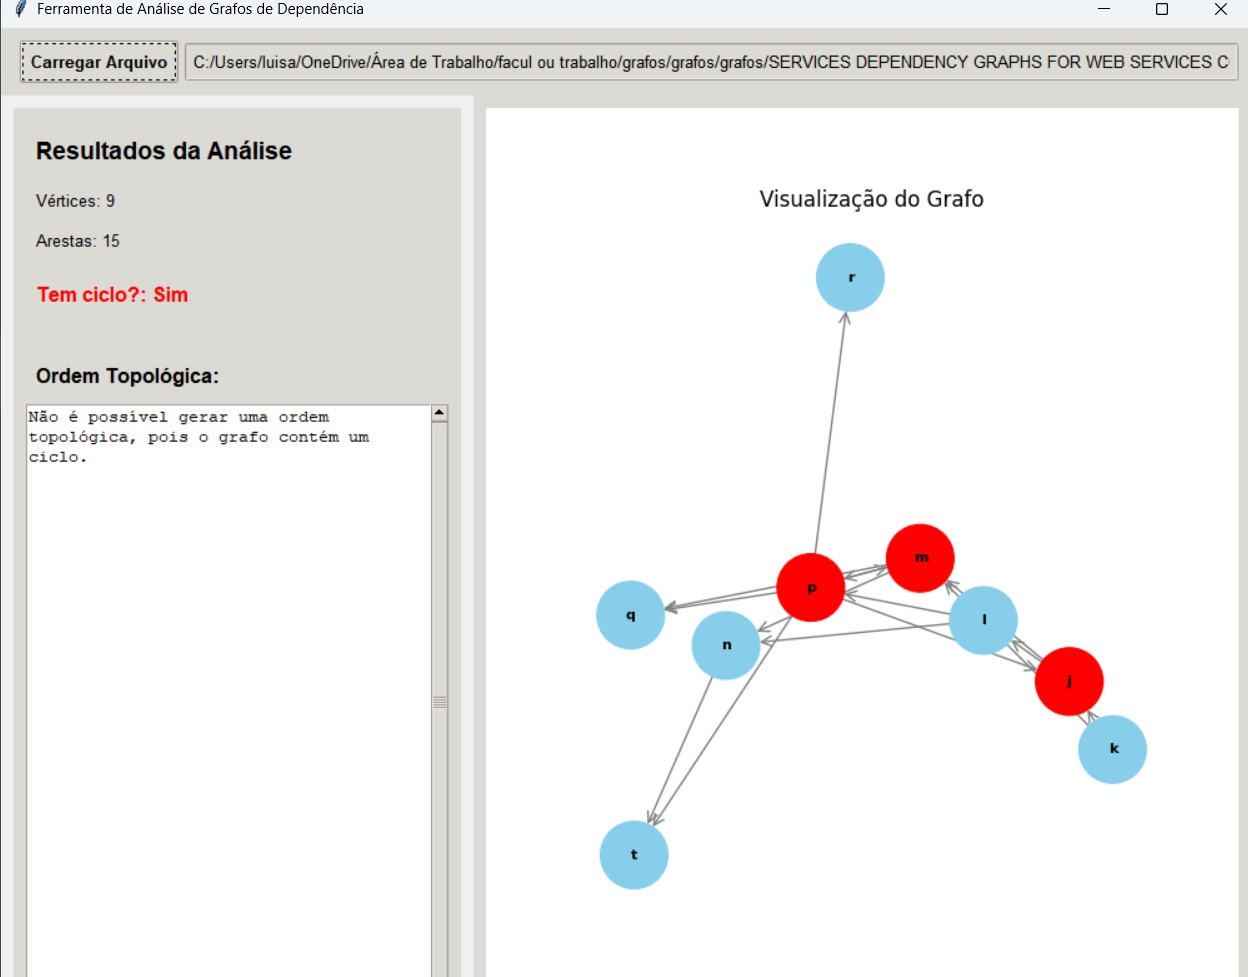 Ferramenta de Análise de Grafos de Dependência
Carregar Arquivo
C:/Users/luisa/OneDrive/Área de Trabalho/facul ou trabalho/grafos/grafos/grafos/SERVICES DEPENDENCY GRAPHS FOR WEB SERVICES C
Resultados da Análise
Vértices: 9
Arestas: 15
Tem ciclo?: Sim
Ordem Topológica:
Não é possível gerar uma ordem
topológica, pois o grafo contém um
ciclo.
Visualização do Grafo
r
m
p
q
l
n
j
k
t